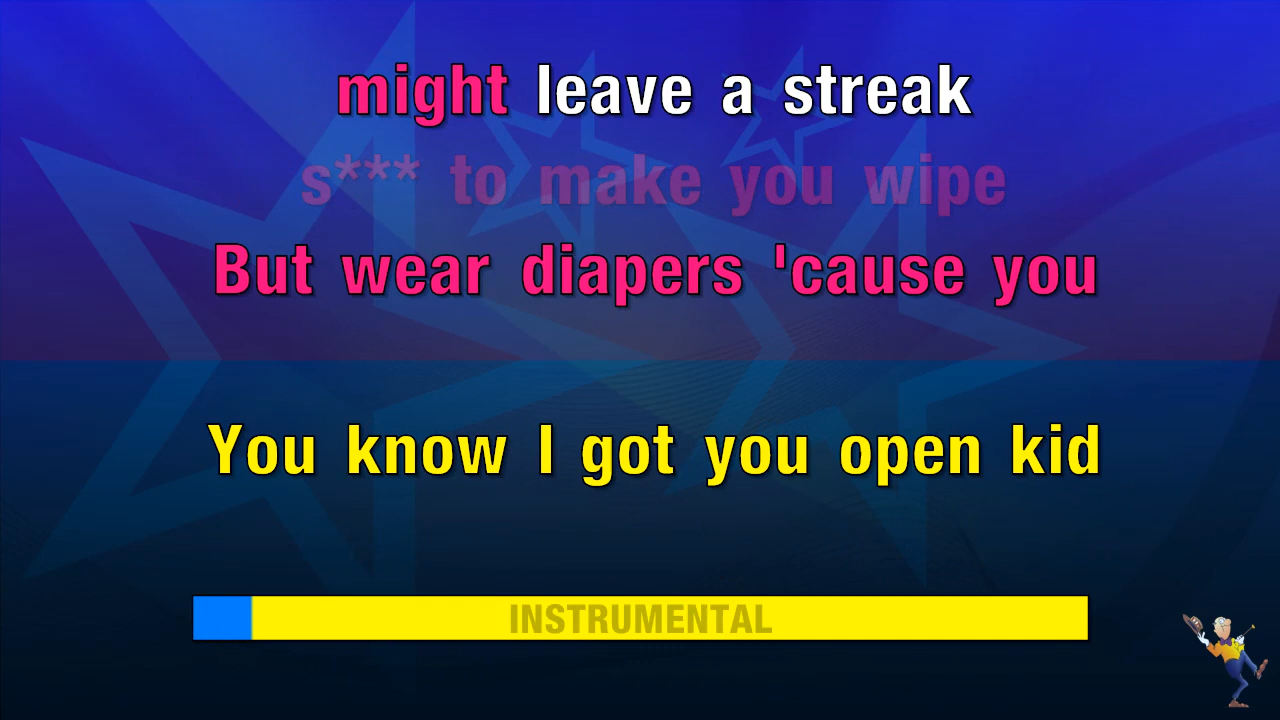 might leave a streak
s*** to make you wipe
But wear diapers 'cause you
You know I got you open kid
INSTRUMENTAL